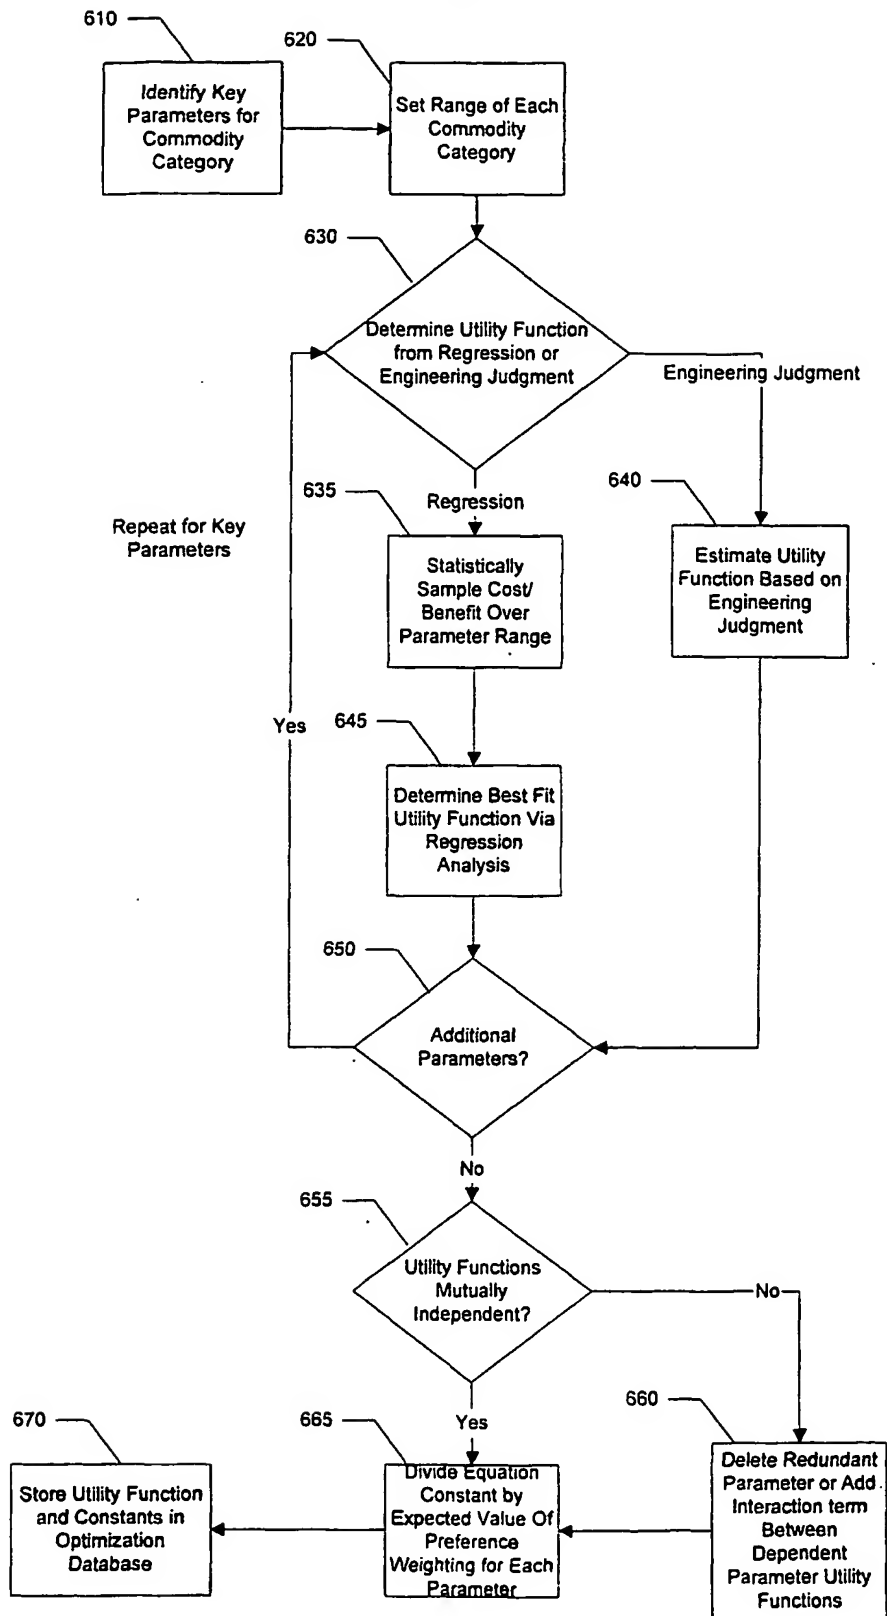 610
620
Identify Key
Parameters for
Commodity
Category
Set Range of Each
Commodity
Category
630
Determine Utility Function
from Regression or
Engineering Judgment
Engineering Judgment
635
Regression
640
Repeat for Key
Parameters
Statistically
Sample Cost/
Benefit Over
Parameter Range
Estimate Utility
Function Based on
Engineering
Judgment
Yes
645
Determine Best Fit
Utility Function Via
Regression
Analysis
650
Additional
Parameters?
No
655
Utility Functions
Mutually
Independent?
No
660
670
665
Yes
Store Utility Function
and Constants in
Optimization
Database
Divide Equation
Constant by
Expected Value Of
Preference
Weighting for Each
Parameter
Delete Redundant
Parameter or Add
Interaction term
Between
Dependent
Parameter Utility
Functions